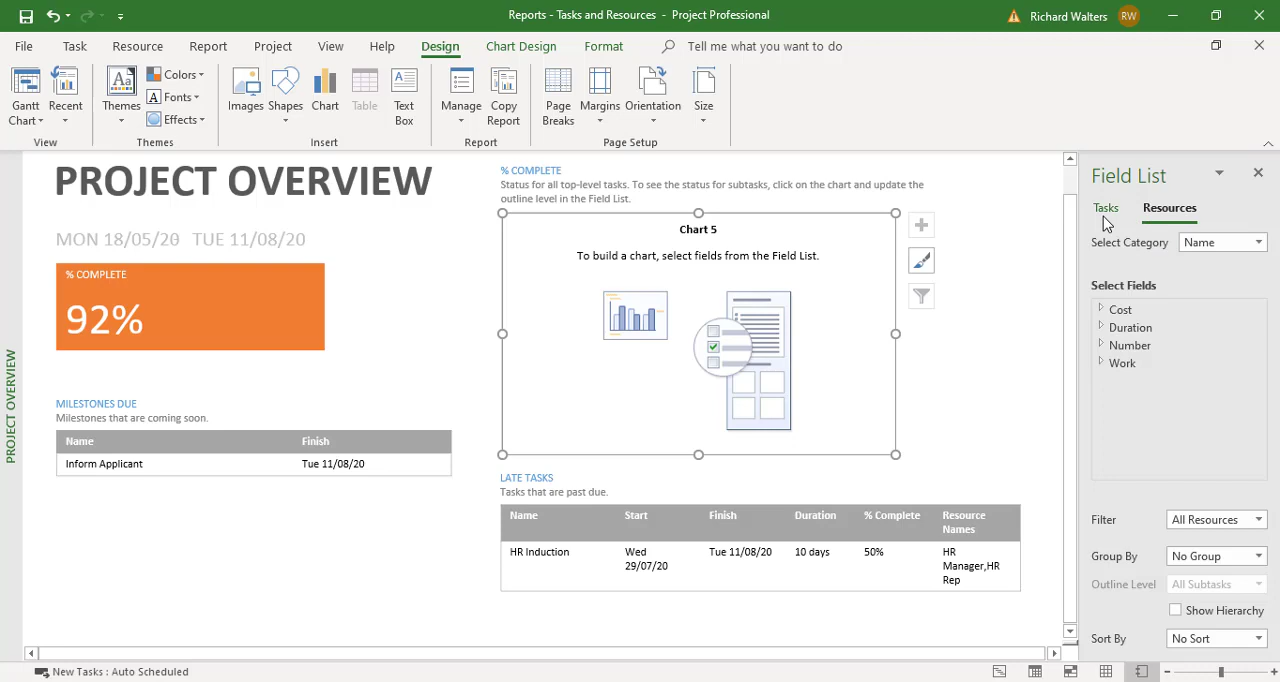 Reports - Tasks and Resources - Project Professional
Richard Walters
RW
File
Task
Resource
Report
Project
View
Help
Design
Chart Design
Format
Tell me what you want to do
Gantt
Chart
Recent
View
Themes
Colors
Fonts
Effects
Themes
Images
Shapes
Chart
Table
Text
Box
Insert
Manage
Copy
Report
Report
Page
Breaks
Margins
Orientation
Size
Page Setup
PROJECT OVERVIEW
PROJECT OVERVIEW
MON 18/05/20 TUE 11/08/20
% COMPLETE
92%
MILESTONES DUE
Milestones that are coming soon.
Name Finish
Inform Applicant Tue 11/08/20
% COMPLETE
Status for all top-level tasks. To see the status for subtasks, click on the chart and update the
outline level in the Field List.
Chart 5
To build a chart, select fields from the Field List.
LATE TASKS
Tasks that are past due.
Name Start Finish Duration % Complete Resource
Names
HR Induction Wed Tue 11/08/20 10 days 50% HR
29/07/20 Manager,HR
Rep
Field List
Tasks Resources
Select Category Name
Select Fields
Cost
Duration
Number
Work
Filter All Resources
Group By No Group
Outline Level All Subtasks
Show Hierarchy
Sort By No Sort
New Tasks : Auto Scheduled